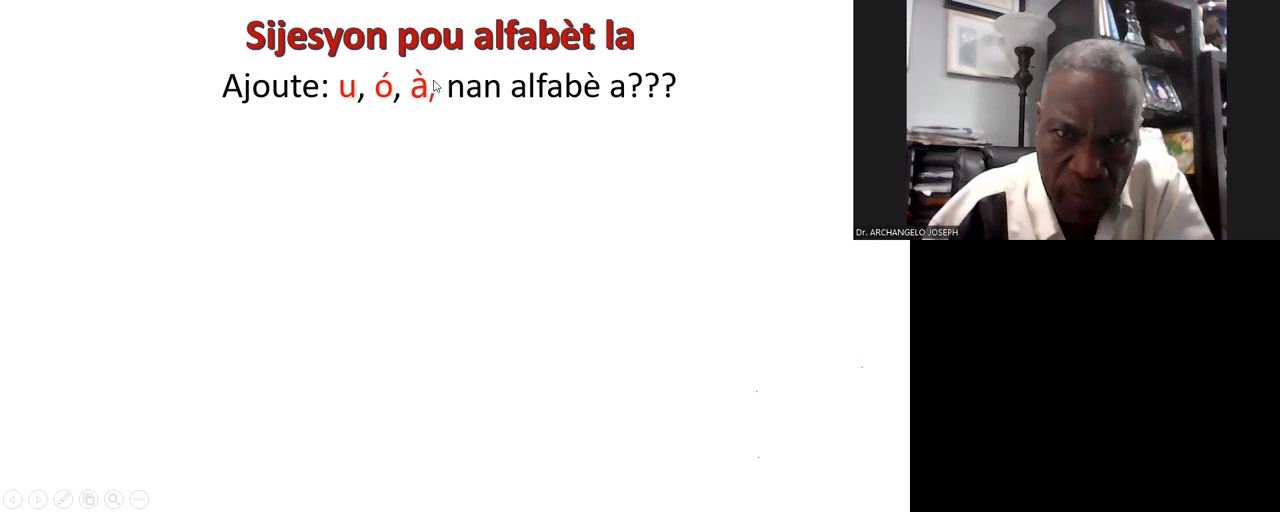 Sijesyon pou alfabèt la
Ajoute: u, ó, à, nan alfabè a???
Dr. ARCHANGELO JOSEPH